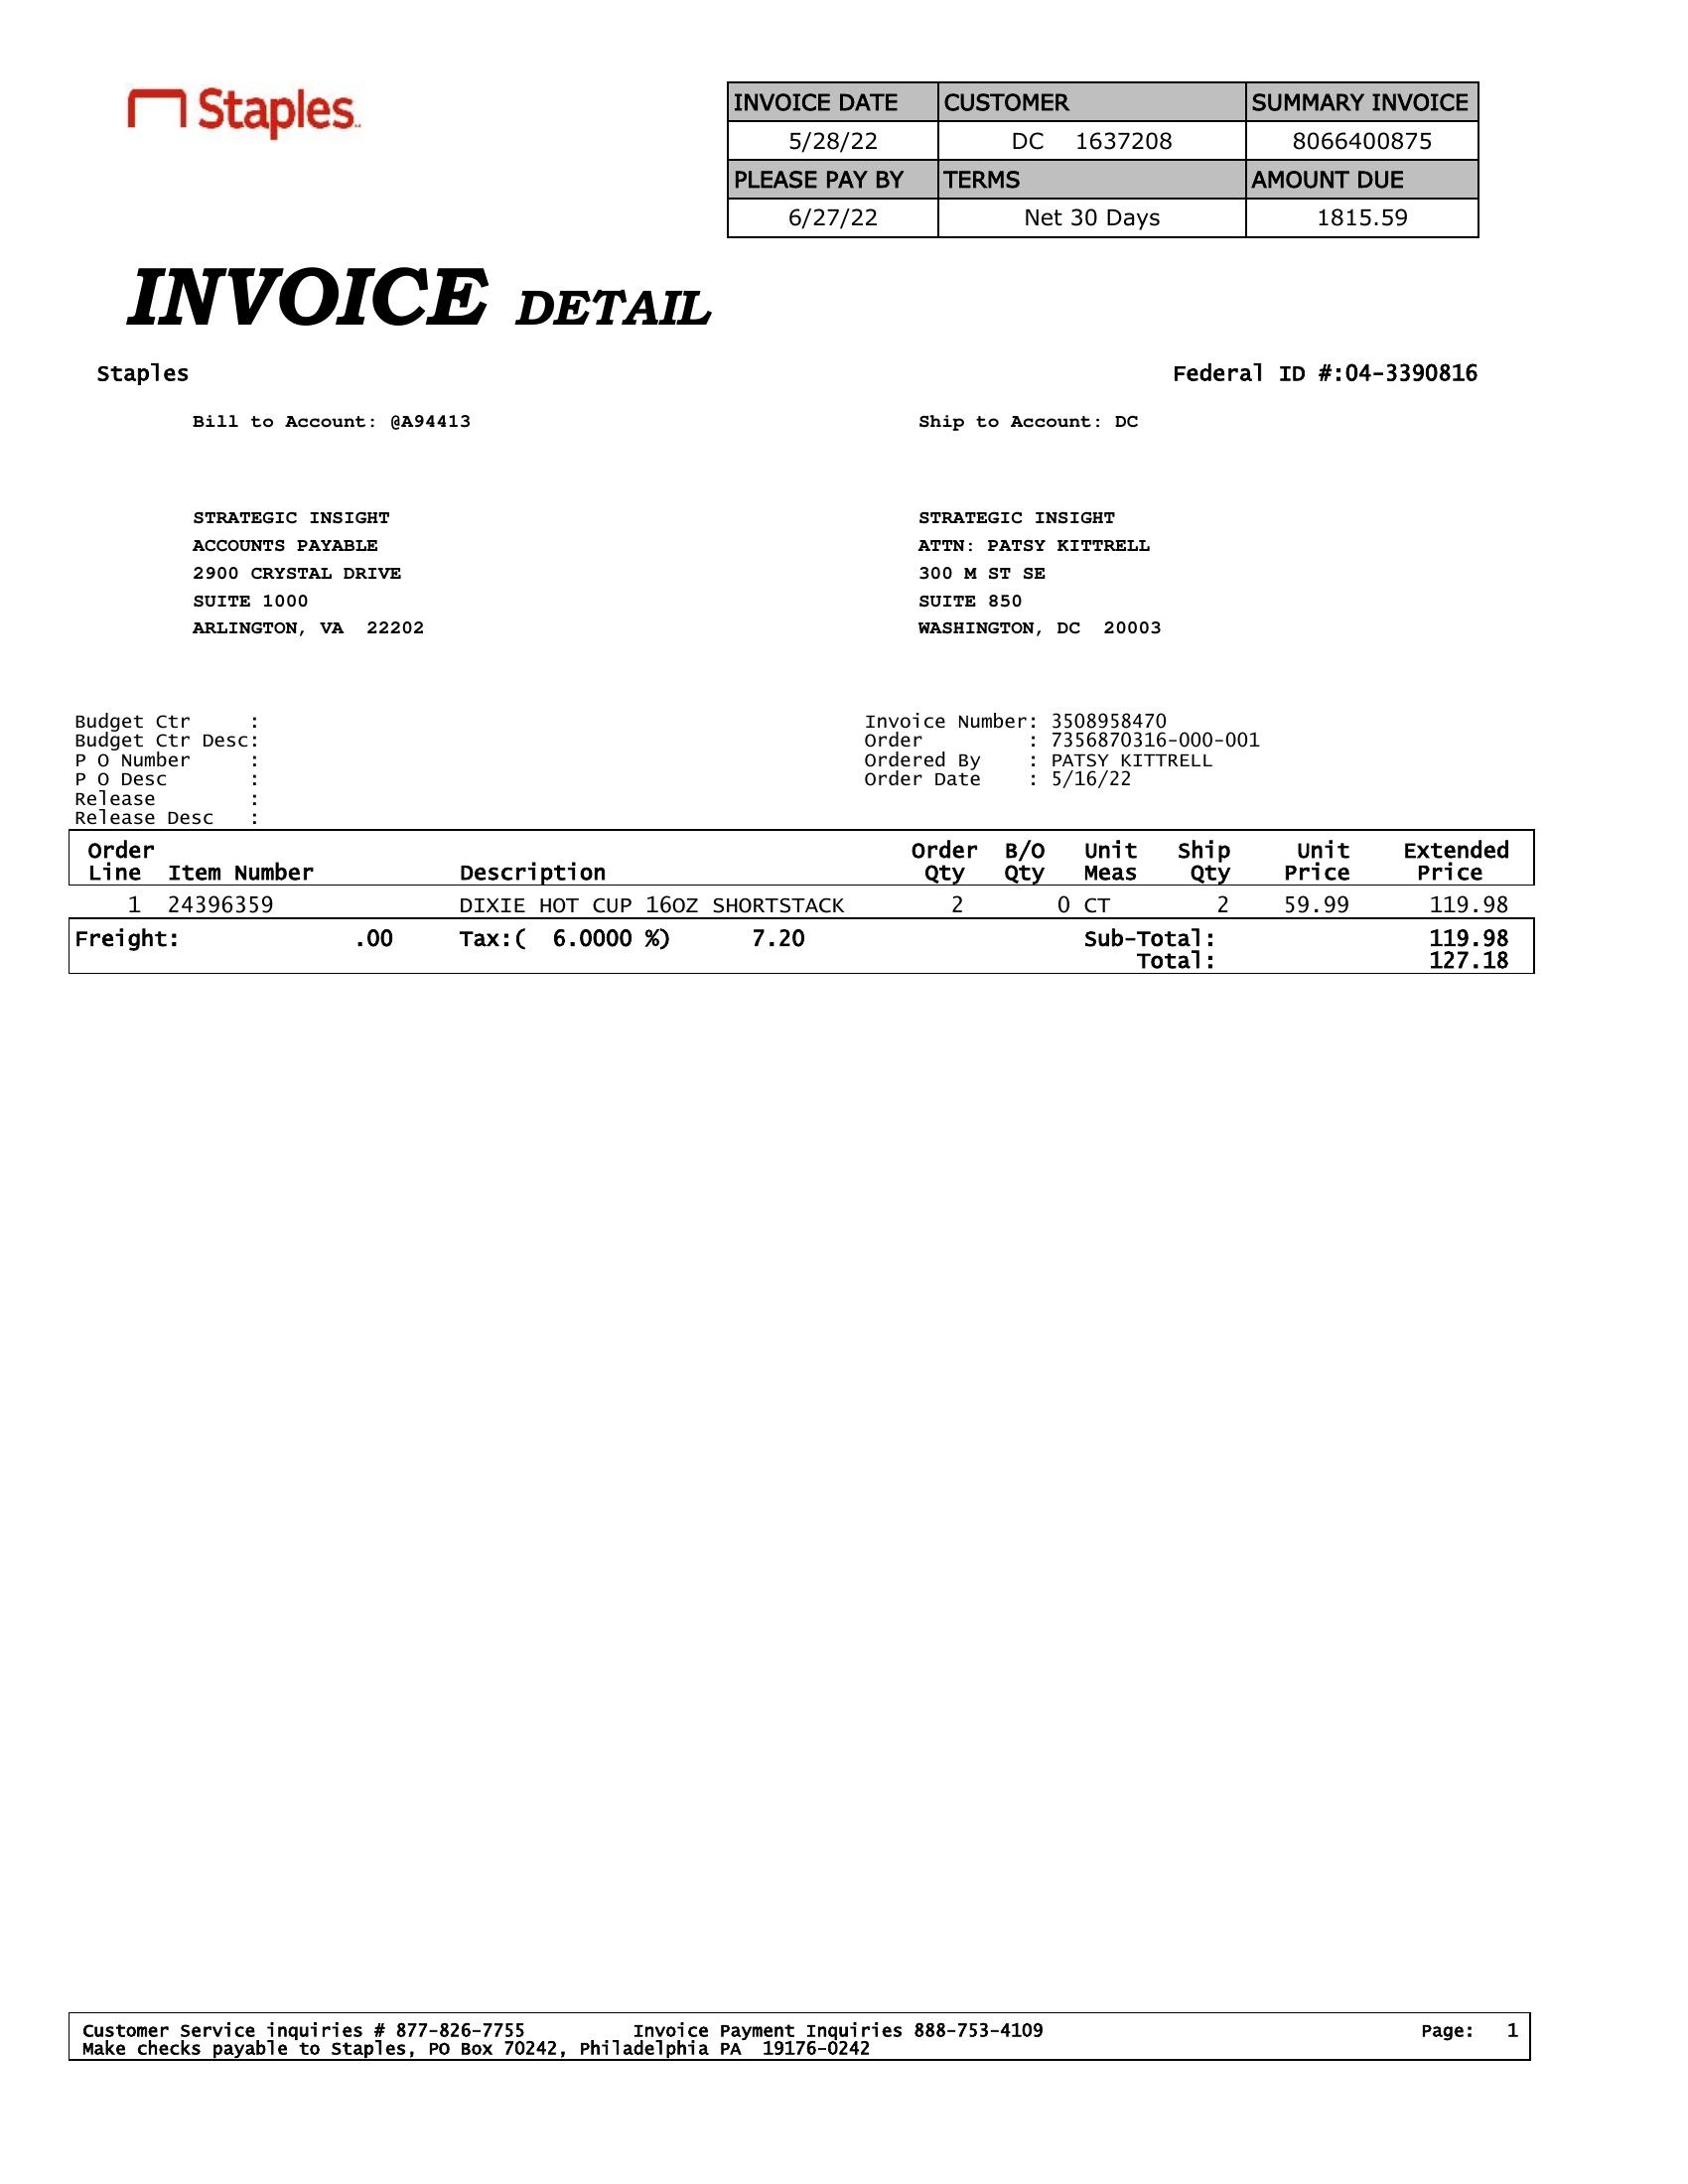 Staples
INVOICE DATE CUSTOMER SUMMARY INVOICE
5/28/22 DC 1637208 8066400875
PLEASE PAY BY TERMS AMOUNT DUE
6/27/22 Net 30 Days 1815.59
INVOICE DETAIL
Staples Federal ID #:04-3390816
Bill to Account: @A94413 Ship to Account: DC
STRATEGIC INSIGHT STRATEGIC INSIGHT
ACCOUNTS PAYABLE ATTN: PATSY KITTRELL
2900 CRYSTAL DRIVE 300 M ST SE
SUITE 1000 SUITE 850
ARLINGTON, VA 22202 WASHINGTON, DC 20003
Budget Ctr : Invoice Number: 3508958470
Budget Ctr Desc: Order : 7356870316-000-001
P O Number : Ordered By : PATSY KITTRELL
P O Desc : Order Date : 5/16/22
Release :
Release Desc :
Order Order B/O Unit Ship Unit Extended
Line Item Number Description Qty Qty Meas Qty Price Price
1 24396359 DIXIE HOT CUP 16OZ SHORTSTACK 2 0 CT 2 59.99 119.98
Freight: .00 Tax:( 6.0000 %) 7.20 Sub-Total: 119.98
Total: 127.18
Customer Service inquiries # 877-826-7755 Invoice Payment Inquiries 888-753-4109 Page: 1
Make checks payable to Staples, PO Box 70242, Philadelphia PA 19176-0242